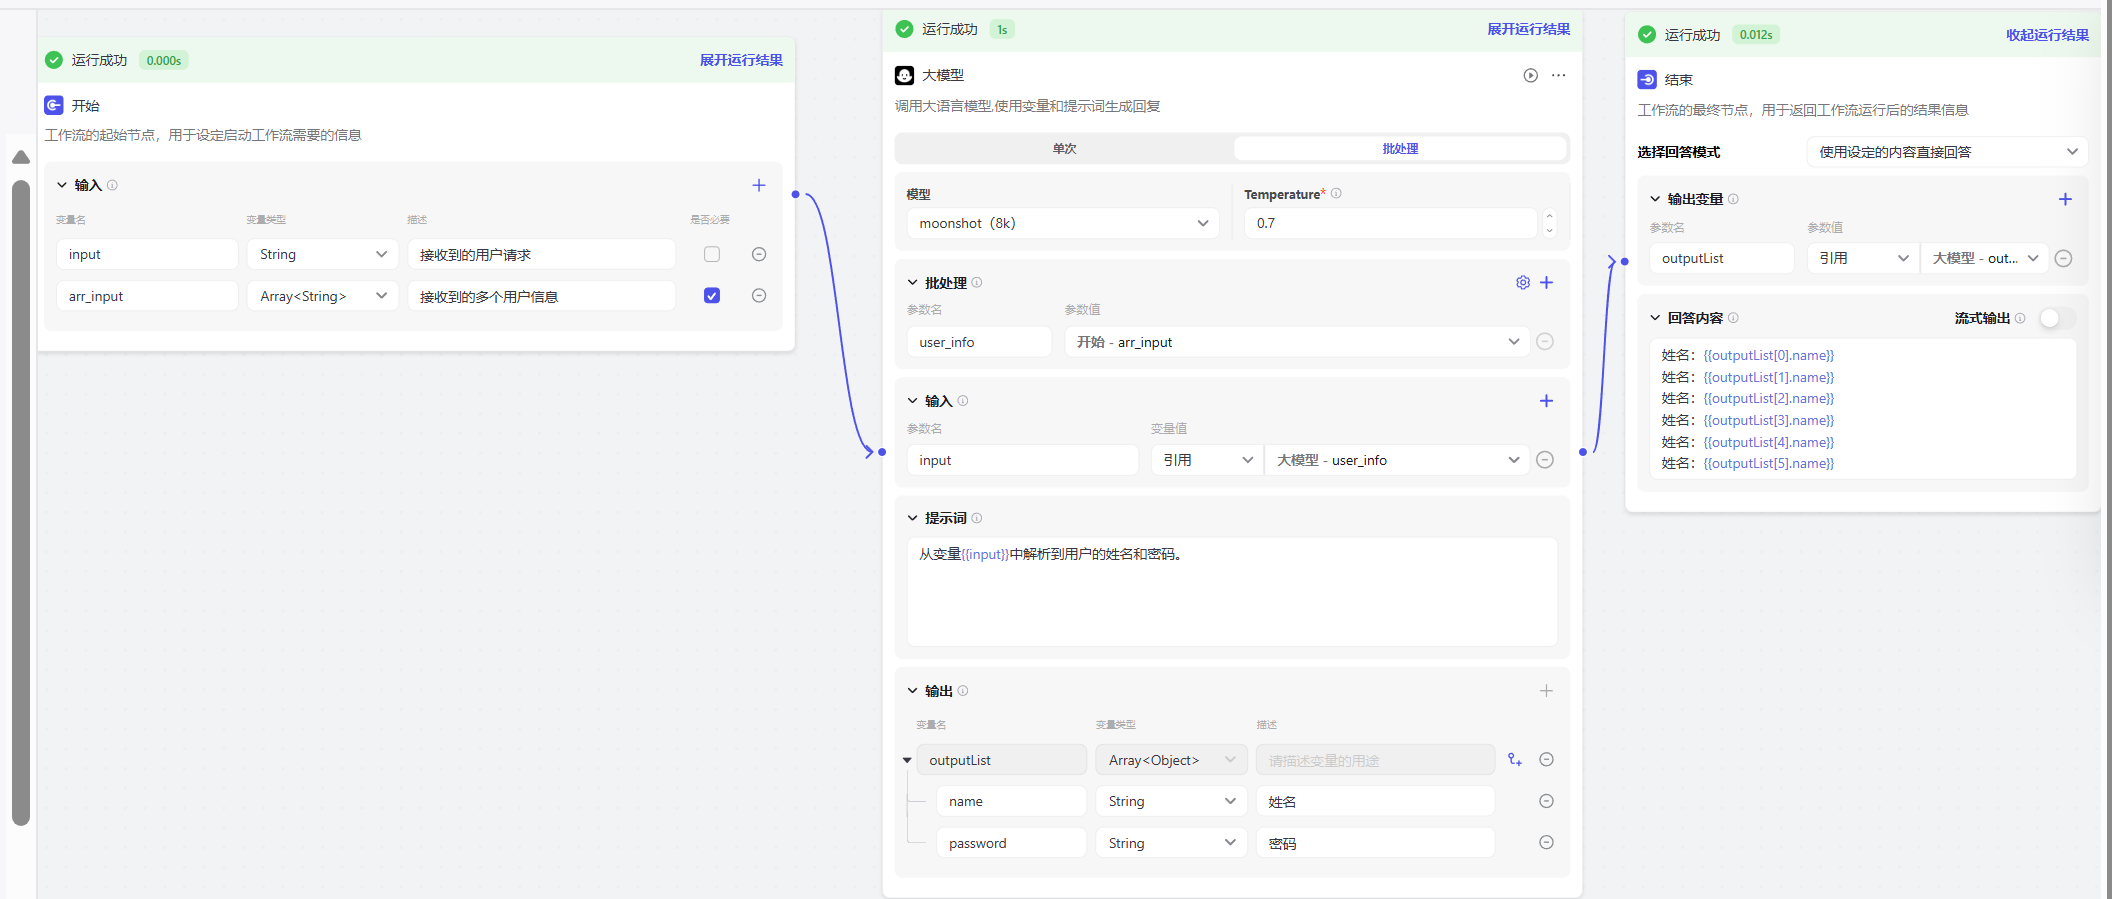 运行成功 0.000s 展开运行结果
开始
工作流的起始节点，用于设定启动工作流需要的信息
输入
变量名 变量类型 描述 是否必要
input String 接收到的用户请求
arr_input Array<String> 接收到的多个用户信息
运行成功 1s 展开运行结果
大模型
调用大语言模型,使用变量和提示词生成回复
单次 批处理
模型 Temperature*
moonshot（8k） 0.7
批处理
参数名 参数值
user_info 开始 - arr_input
输入
参数名 变量值
input 引用 大模型 - user_info
提示词
从变量{{input}}中解析到用户的姓名和密码。
输出
变量名 变量类型 描述
outputList Array<Object> 请描述变量的用途
name String 姓名
password String 密码
运行成功 0.012s 收起运行结果
结束
工作流的最终节点，用于返回工作流运行后的结果信息
选择回答模式 使用设定的内容直接回答
输出变量
参数名 参数值
outputList 引用 大模型 - out...
回答内容 流式输出
姓名：{{outputList[0].name}}
姓名：{{outputList[1].name}}
姓名：{{outputList[2].name}}
姓名：{{outputList[3].name}}
姓名：{{outputList[4].name}}
姓名：{{outputList[5].name}}